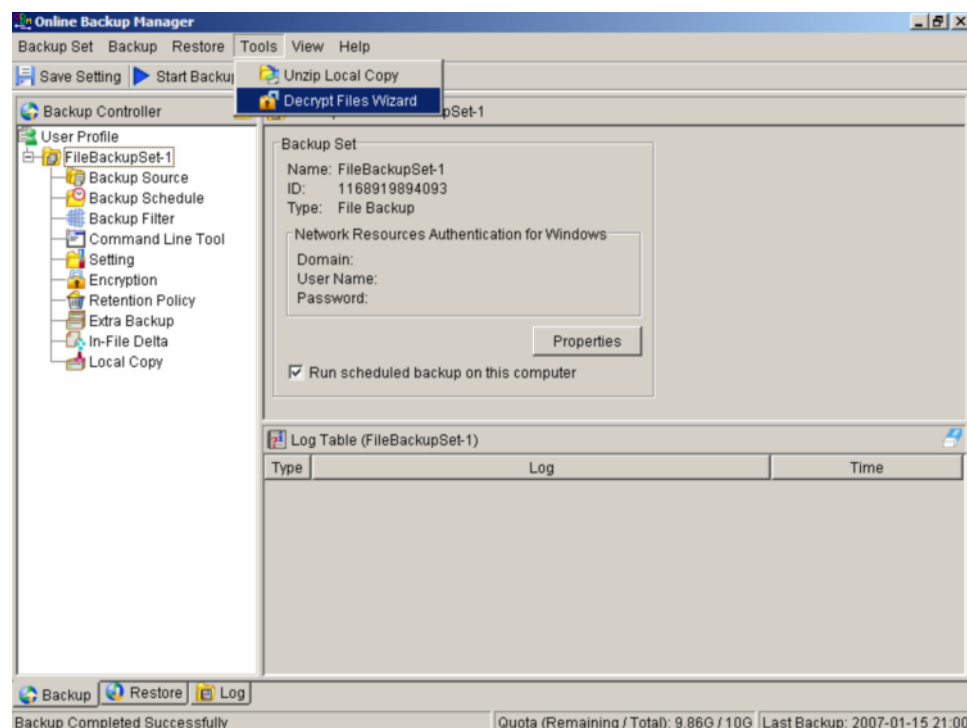 Online Backup Manager
Backup Set Backup Restore Tools View Help
Save Setting Start Backup
Unzip Local Copy
Decrypt Files Wizard
Backup Controller
User Profile
FileBackupSet-1
Backup Source
Backup Schedule
Backup Filter
Command Line Tool
Setting
Encryption
Retention Policy
Extra Backup
In-File Delta
Local Copy
Backup Set
Name: FileBackupSet-1
ID: 1168919894093
Type: File Backup
Network Resources Authentication for Windows
Domain:
User Name:
Password:
Properties
Run scheduled backup on this computer
Log Table (FileBackupSet-1)
Type Log Time
Backup Restore Log
Backup Completed Successfully
Quota (Remaining / Total): 9.86G / 10G
Last Backup: 2007-01-15 21:00